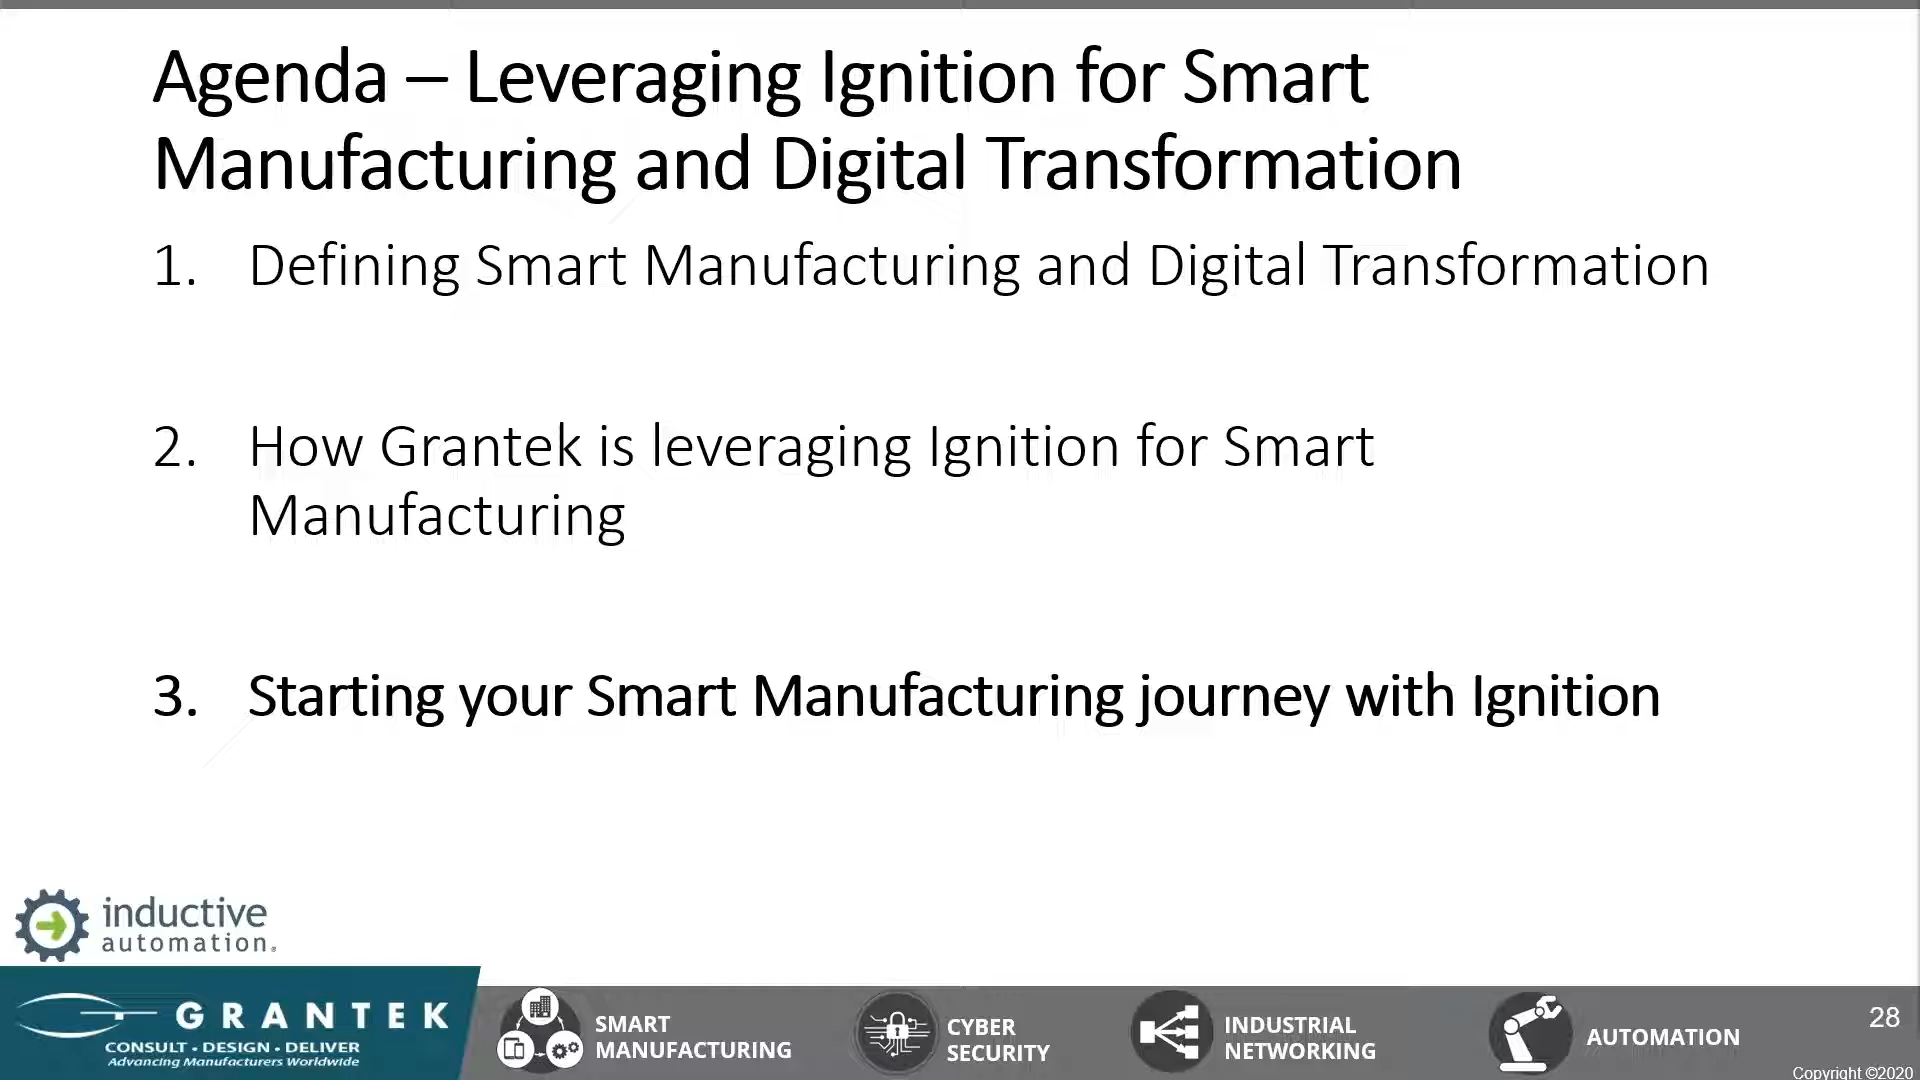 Agenda – Leveraging Ignition for Smart
Manufacturing and Digital Transformation
1. Defining Smart Manufacturing and Digital Transformation
2. How Grantek is leveraging Ignition for Smart
Manufacturing
3. Starting your Smart Manufacturing journey with Ignition
inductive
automation.
GRANTEK
CONSULT • DESIGN • DELIVER
Advancing Manufacturers Worldwide
SMART
MANUFACTURING
CYBER
SECURITY
INDUSTRIAL
NETWORKING
AUTOMATION
28
Copyright ©2020